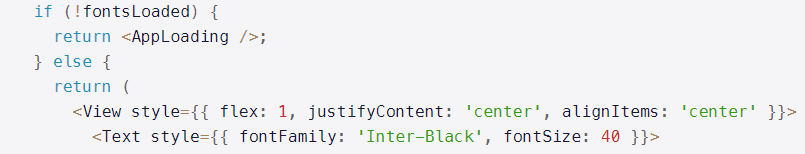 if (!fontsLoaded) {
return <AppLoading />;
} else {
return (
<View style={{ flex: 1, justifyContent: 'center', alignItems: 'center' }}>
<Text style={{ fontFamily: 'Inter-Black', fontSize: 40 }}>